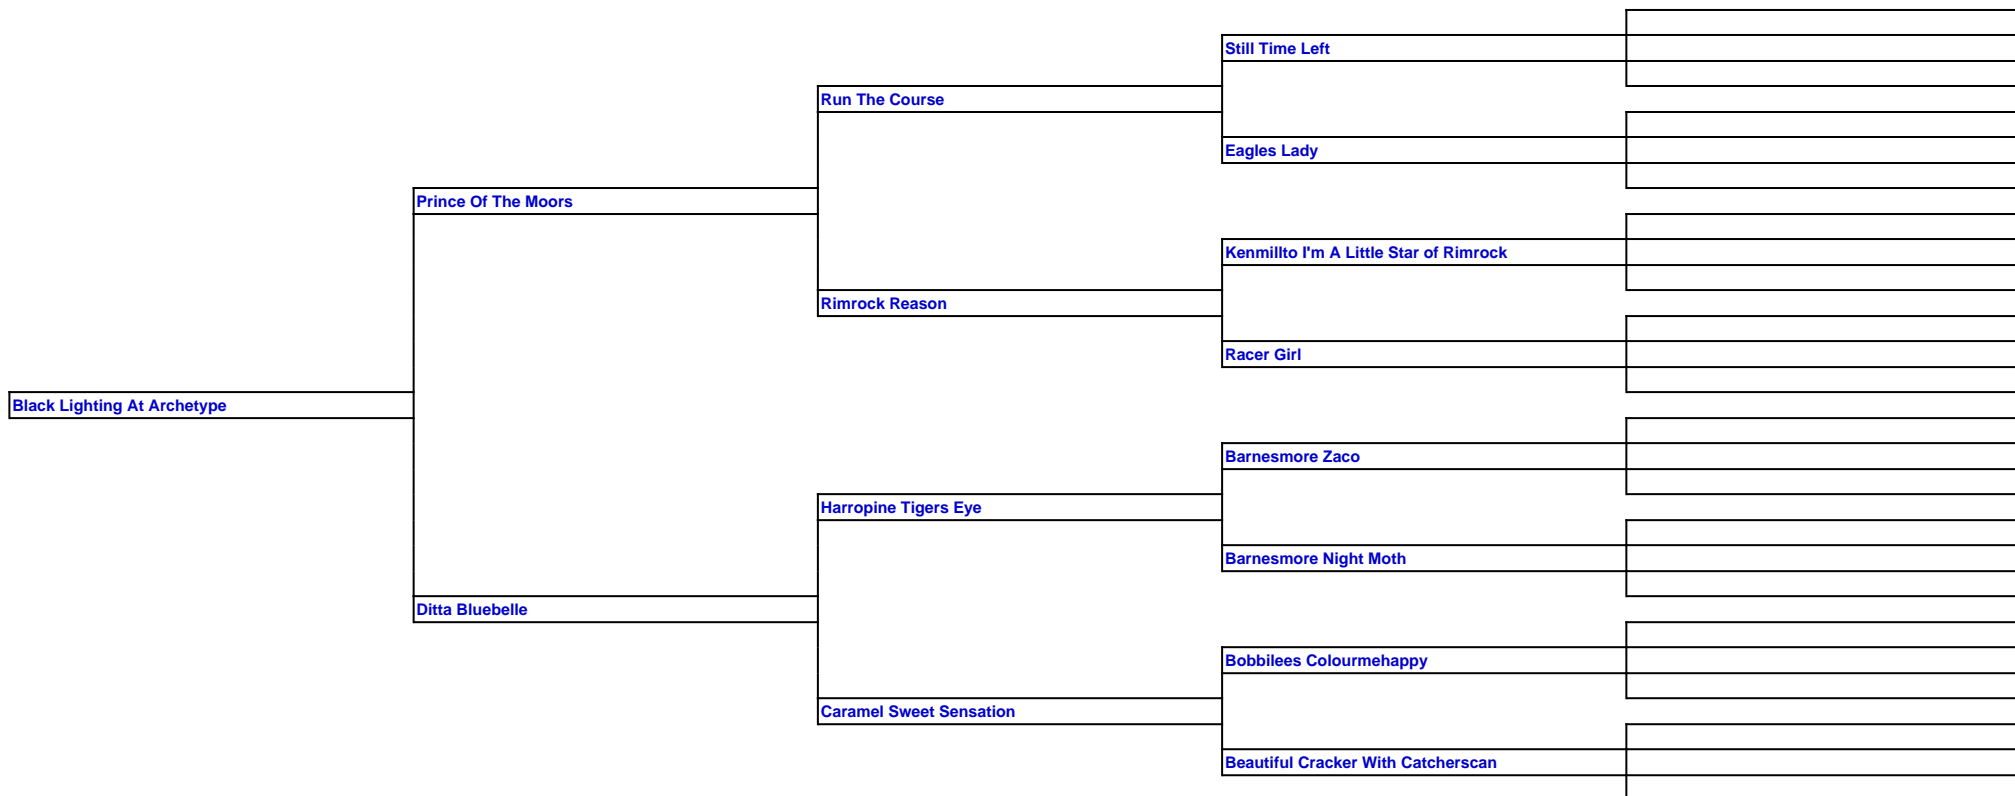 Still Time Left
Run The Course
Eagles Lady
Prince Of The Moors
Kenmillto I'm A Little Star of Rimrock
Rimrock Reason
Racer Girl
Black Lighting At Archetype
Barnesmore Zaco
Harropine Tigers Eye
Barnesmore Night Moth
Ditta Bluebelle
Bobbilees Colourmehappy
Caramel Sweet Sensation
Beautiful Cracker With Catcherscan